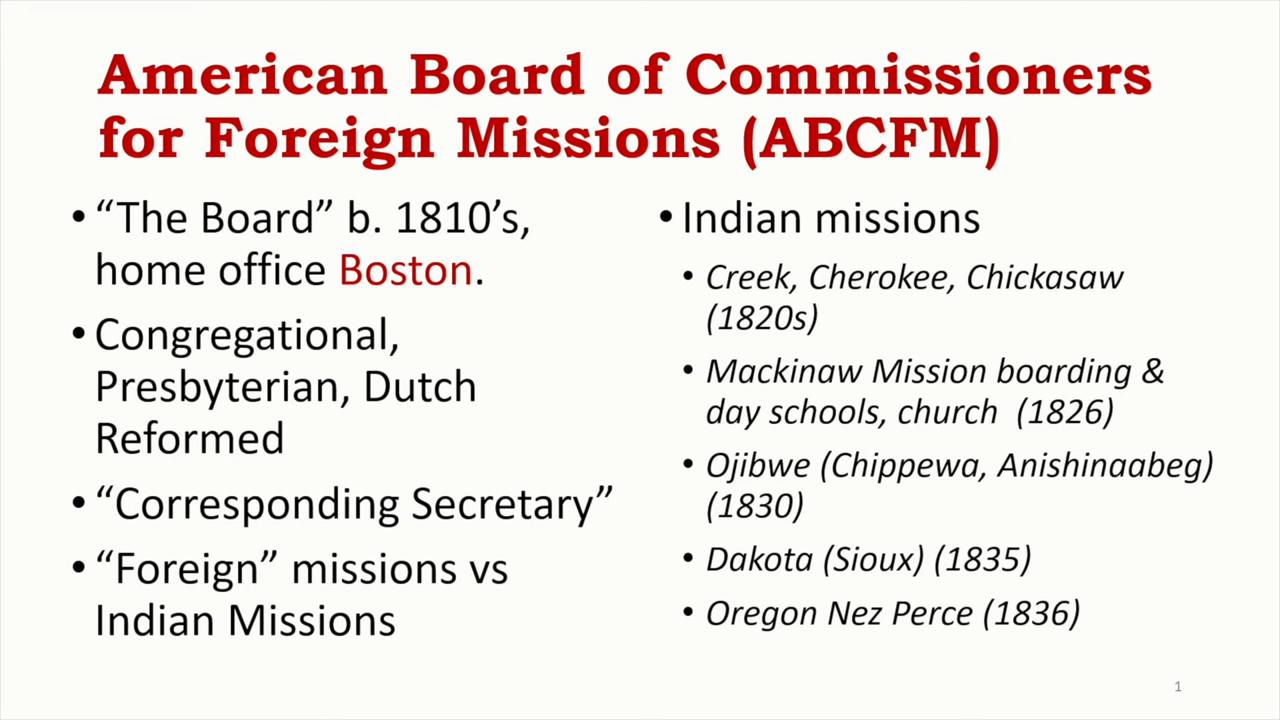 American Board of Commissioners
for Foreign Missions (ABCFM)
• “The Board” b. 1810’s,
home office Boston.
• Congregational,
Presbyterian, Dutch
Reformed
• “Corresponding Secretary”
• “Foreign” missions vs
Indian Missions
• Indian missions
• Creek, Cherokee, Chickasaw
(1820s)
• Mackinaw Mission boarding &
day schools, church (1826)
• Ojibwe (Chippewa, Anishinaabeg)
(1830)
• Dakota (Sioux) (1835)
• Oregon Nez Perce (1836)
1